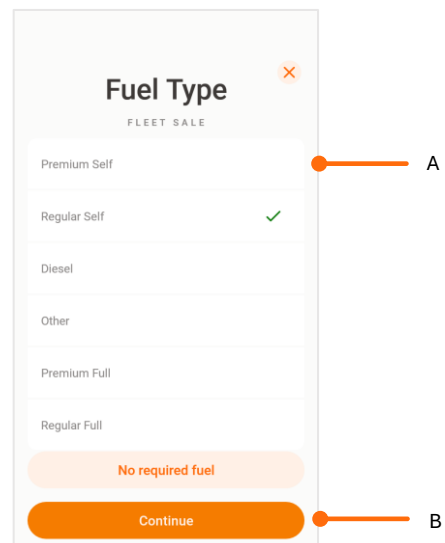 Fuel Type
FLEET SALE
Premium Self
A
Regular Self
Diesel
Other
Premium Full
Regular Full
No required fuel
Continue
B